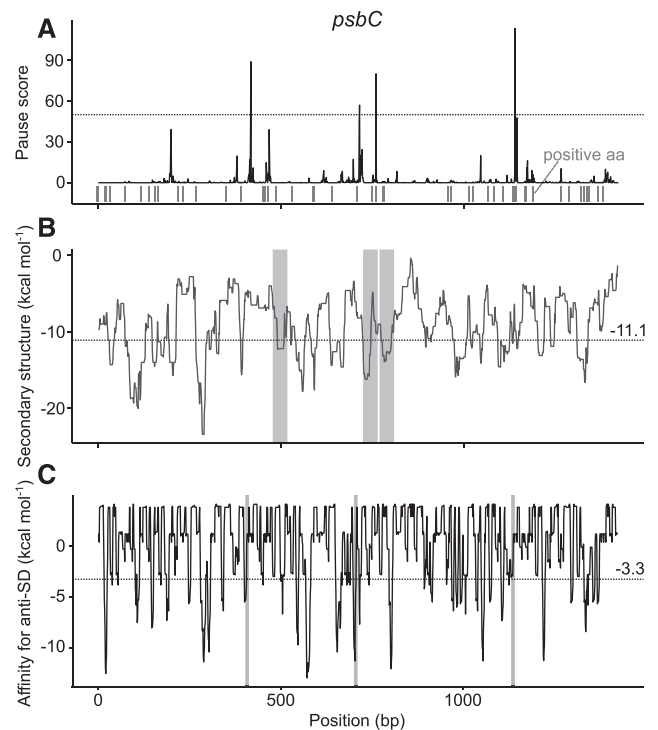 A
psbC
Pause score
90
60
30
0
positive aa
B
Secondary structure (kcal mol-1)
0
-10
-20
-11.1
C
Affinity for anti-SD (kcal mol-1)
0
-5
-10
-3.3
0 500 1000
Position (bp)